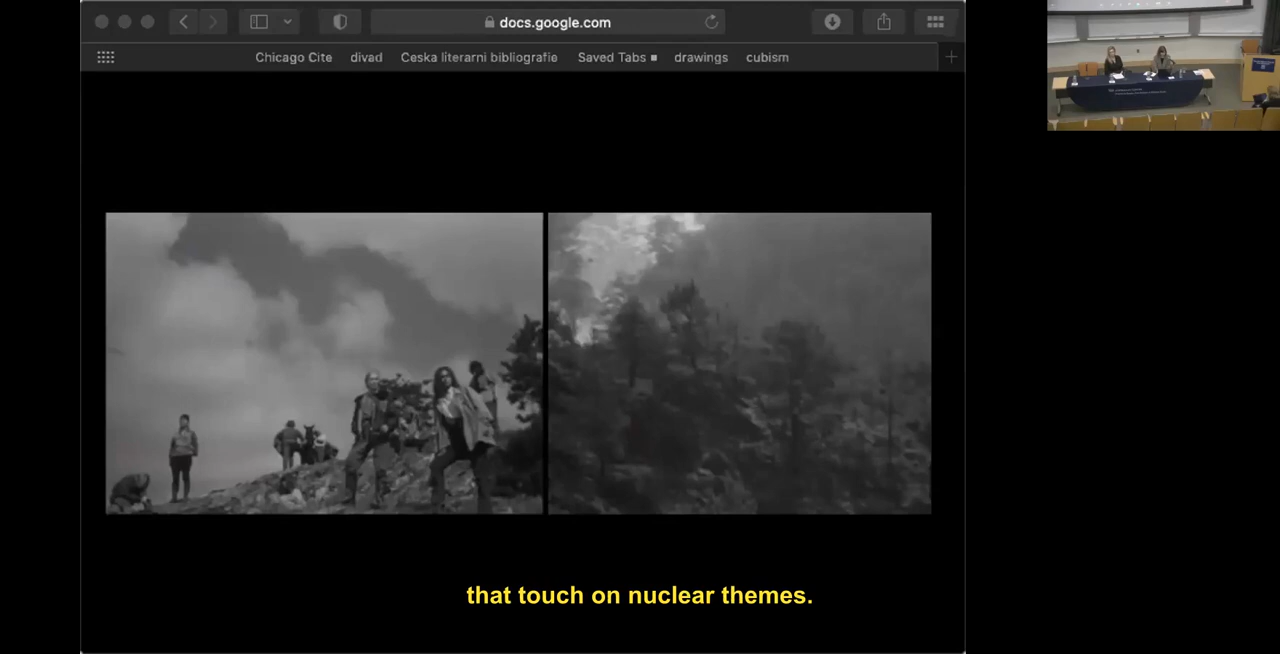 docs.google.com
Chicago Cite divad Ceska literarni bibliografie Saved Tabs drawings cubism
that touch on nuclear themes.